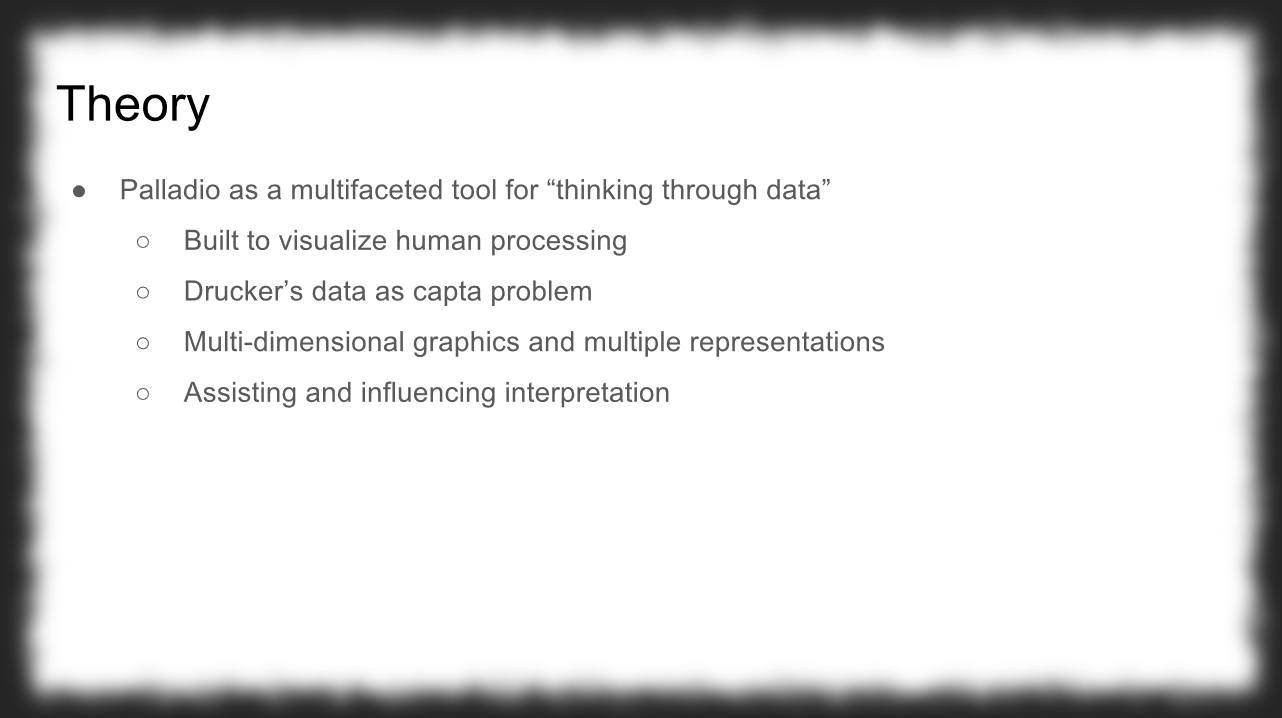 Theory
● Palladio as a multifaceted tool for “thinking through data”
○ Built to visualize human processing
○ Drucker’s data as capta problem
○ Multi-dimensional graphics and multiple representations
○ Assisting and influencing interpretation